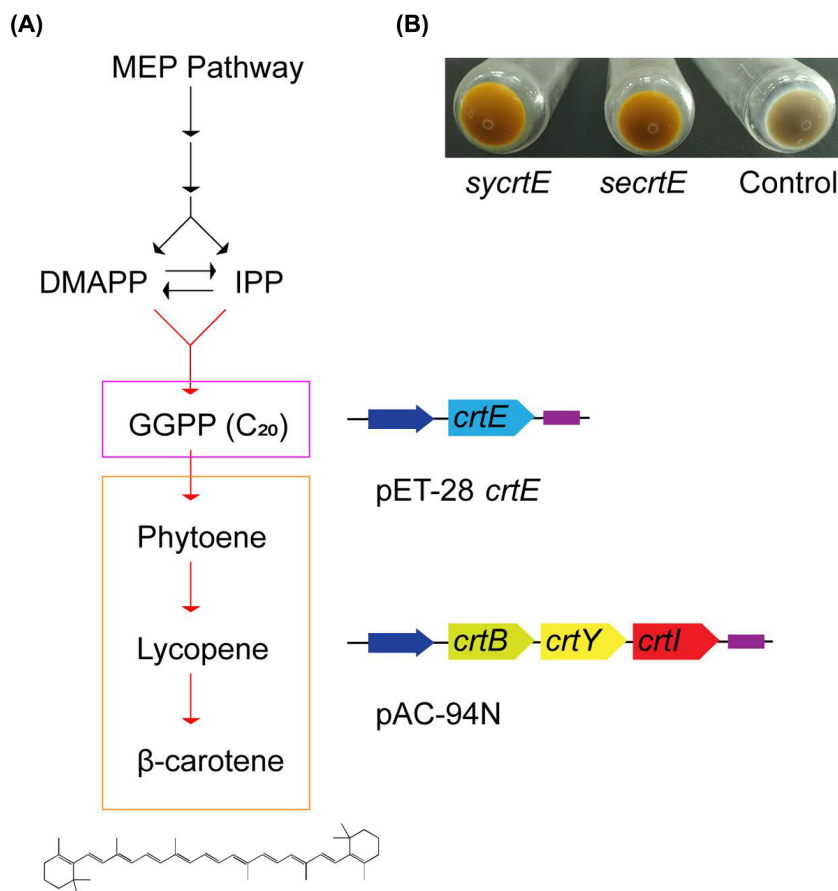 (A)
MEP Pathway
DMAPP
IPP
GGPP (C₂₀)
Phytoene
Lycopene
β-carotene
crtE
pET-28 crtE
crtB
crtY
crtI
pAC-94N
(B)
sycrtE
secrtE
Control